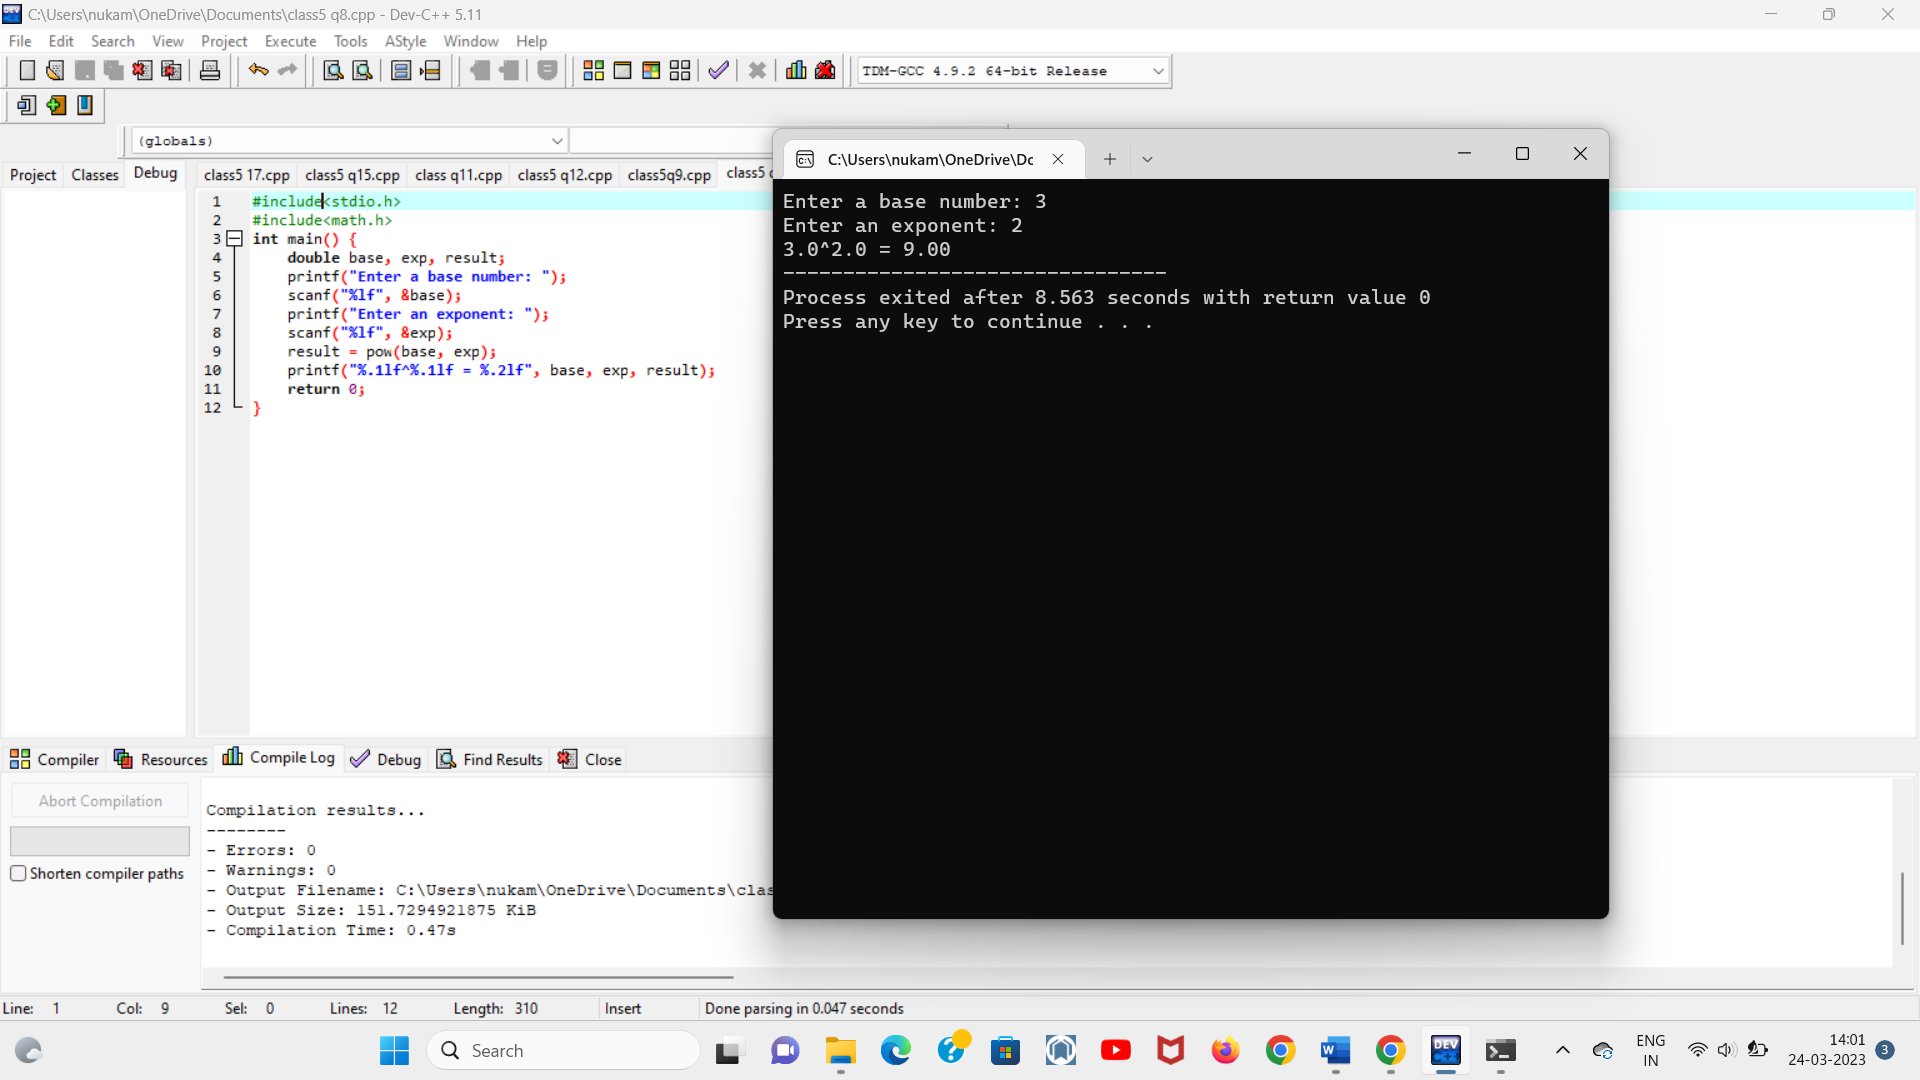 C:\Users\nukam\OneDrive\Documents\class5 q8.cpp - Dev-C++ 5.11
File Edit Search View Project Execute Tools AStyle Window Help
TDM-GCC 4.9.2 64-bit Release
(globals)
Project Classes Debug
class5 17.cpp class5 q15.cpp class q11.cpp class5 q12.cpp class5q9.cpp class5
1 #include<stdio.h>
2 #include<math.h>
3 int main() {
4 double base, exp, result;
5 printf("Enter a base number: ");
6 scanf("%lf", &base);
7 printf("Enter an exponent: ");
8 scanf("%lf", &exp);
9 result = pow(base, exp);
10 printf("%.1lf^%.1lf = %.2lf", base, exp, result);
11 return 0;
12 }
C:\Users\nukam\OneDrive\Dc
Enter a base number: 3
Enter an exponent: 2
3.0^2.0 = 9.00
--------------------------------
Process exited after 8.563 seconds with return value 0
Press any key to continue . . .
Compiler Resources Compile Log Debug Find Results Close
Abort Compilation
Shorten compiler paths
Compilation results...
--------
- Errors: 0
- Warnings: 0
- Output Filename: C:\Users\nukam\OneDrive\Documents\clas
- Output Size: 151.7294921875 KiB
- Compilation Time: 0.47s
Line: 1 Col: 9 Sel: 0 Lines: 12 Length: 310 Insert Done parsing in 0.047 seconds
Search
DEV C++
ENG
IN
14:01
24-03-2023
3